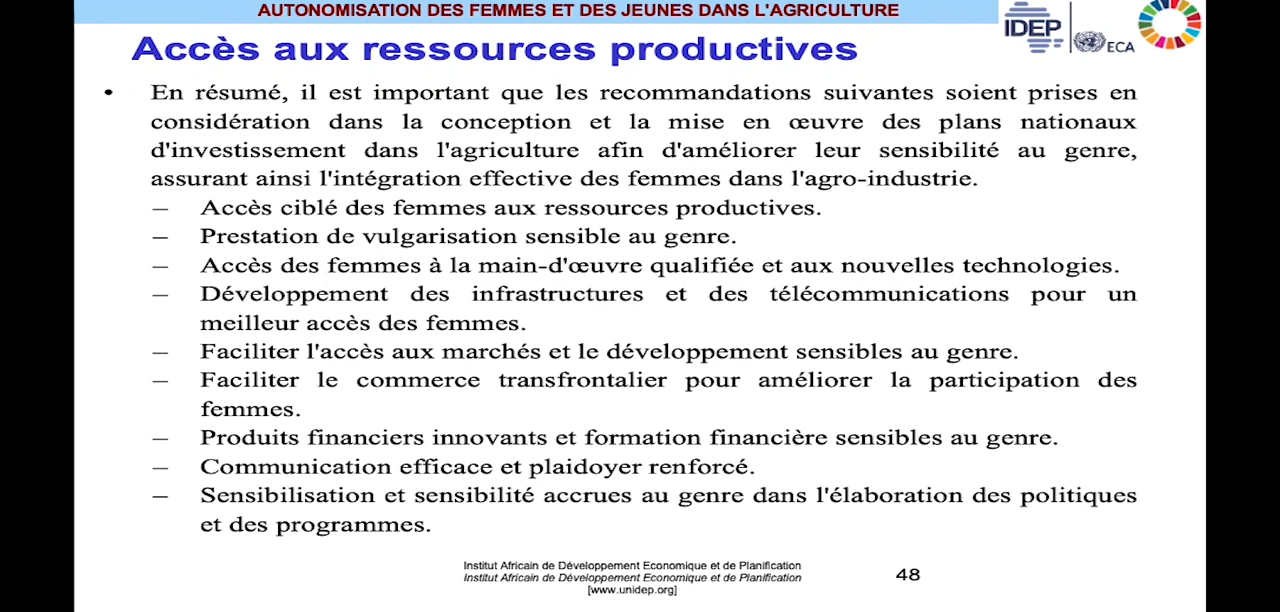 AUTONOMISATION DES FEMMES ET DES JEUNES DANS L'AGRICULTURE
IDEP
ECA
Accès aux ressources productives
• En résumé, il est important que les recommandations suivantes soient prises en
considération dans la conception et la mise en œuvre des plans nationaux
d'investissement dans l'agriculture afin d'améliorer leur sensibilité au genre,
assurant ainsi l'intégration effective des femmes dans l'agro-industrie.
– Accès ciblé des femmes aux ressources productives.
– Prestation de vulgarisation sensible au genre.
– Accès des femmes à la main-d'œuvre qualifiée et aux nouvelles technologies.
– Développement des infrastructures et des télécommunications pour un
meilleur accès des femmes.
– Faciliter l'accès aux marchés et le développement sensibles au genre.
– Faciliter le commerce transfrontalier pour améliorer la participation des
femmes.
– Produits financiers innovants et formation financière sensibles au genre.
– Communication efficace et plaidoyer renforcé.
– Sensibilisation et sensibilité accrues au genre dans l'élaboration des politiques
et des programmes.
Institut Africain de Développement Economique et de Planification
Institut Africain de Développement Economique et de Planification
[www.unidep.org]
48